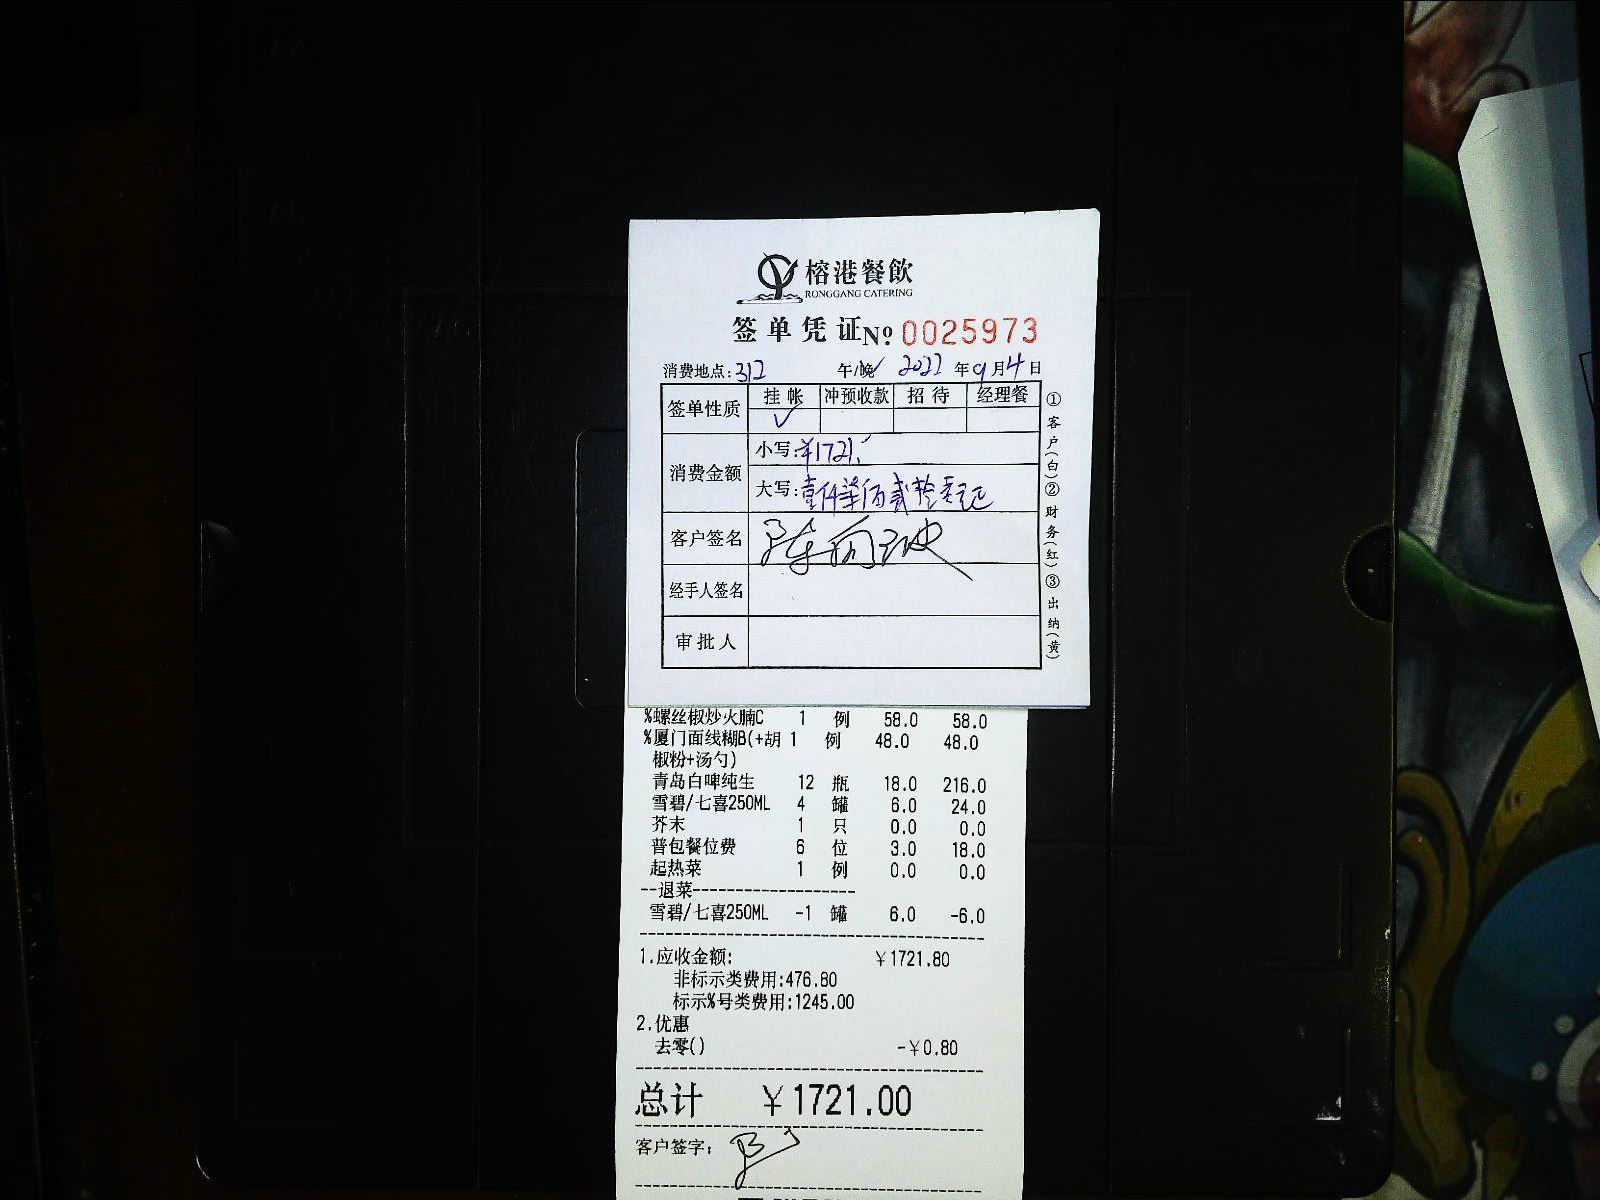 榕港餐飲
RONGGANG CATERING
签单凭证 № 0025973
消费地点:312 午/晚✓ 2022年9月4日
签单性质 挂帐 冲预收款 招待 经理餐
✓
消费金额 小写:¥1721.-
大写:壹仟柒佰贰拾壹元正
客户签名
经手人签名
审批人
①客户(白)②财务(红)③出纳(黄)
%螺丝椒炒火腩C 1 例 58.0 58.0
%厦门面线糊B(+胡 1 例 48.0 48.0
椒粉+汤勺)
青岛白啤纯生 12 瓶 18.0 216.0
雪碧/七喜250ML 4 罐 6.0 24.0
芥末 1 只 0.0 0.0
普包餐位费 6 位 3.0 18.0
起热菜 1 例 0.0 0.0
--退菜--------------------
雪碧/七喜250ML -1 罐 6.0 -6.0
1.应收金额: ¥1721.80
非标示类费用:476.80
标示%号类费用:1245.00
2.优惠
去零() -¥0.80
总计 ¥1721.00
客户签字: